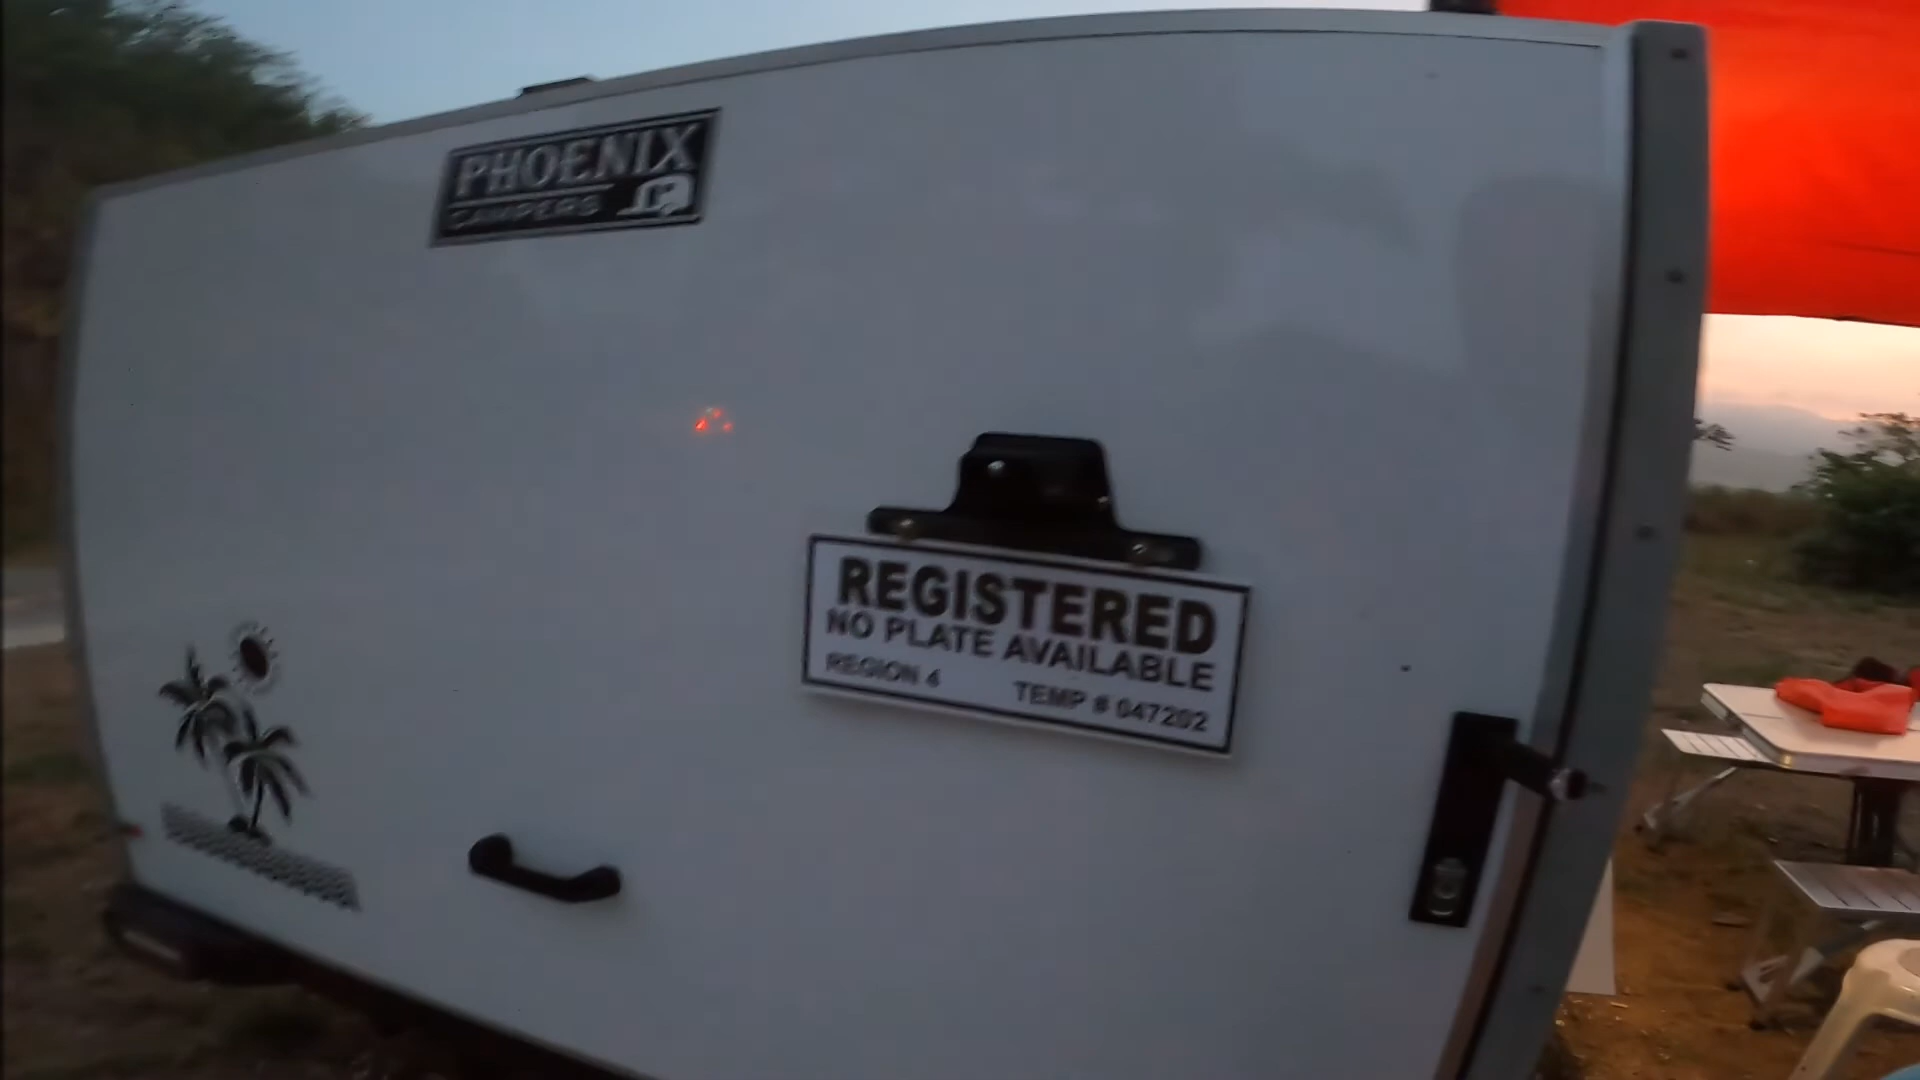 PHOENIX
CAMPERS
REGISTERED
NO PLATE AVAILABLE
REGION 4 TEMP # 047202